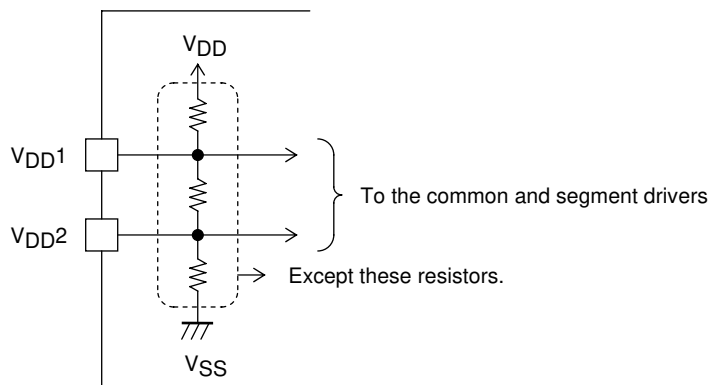 VDD
VDD1
To the common and segment drivers
VDD2
Except these resistors.
VSS